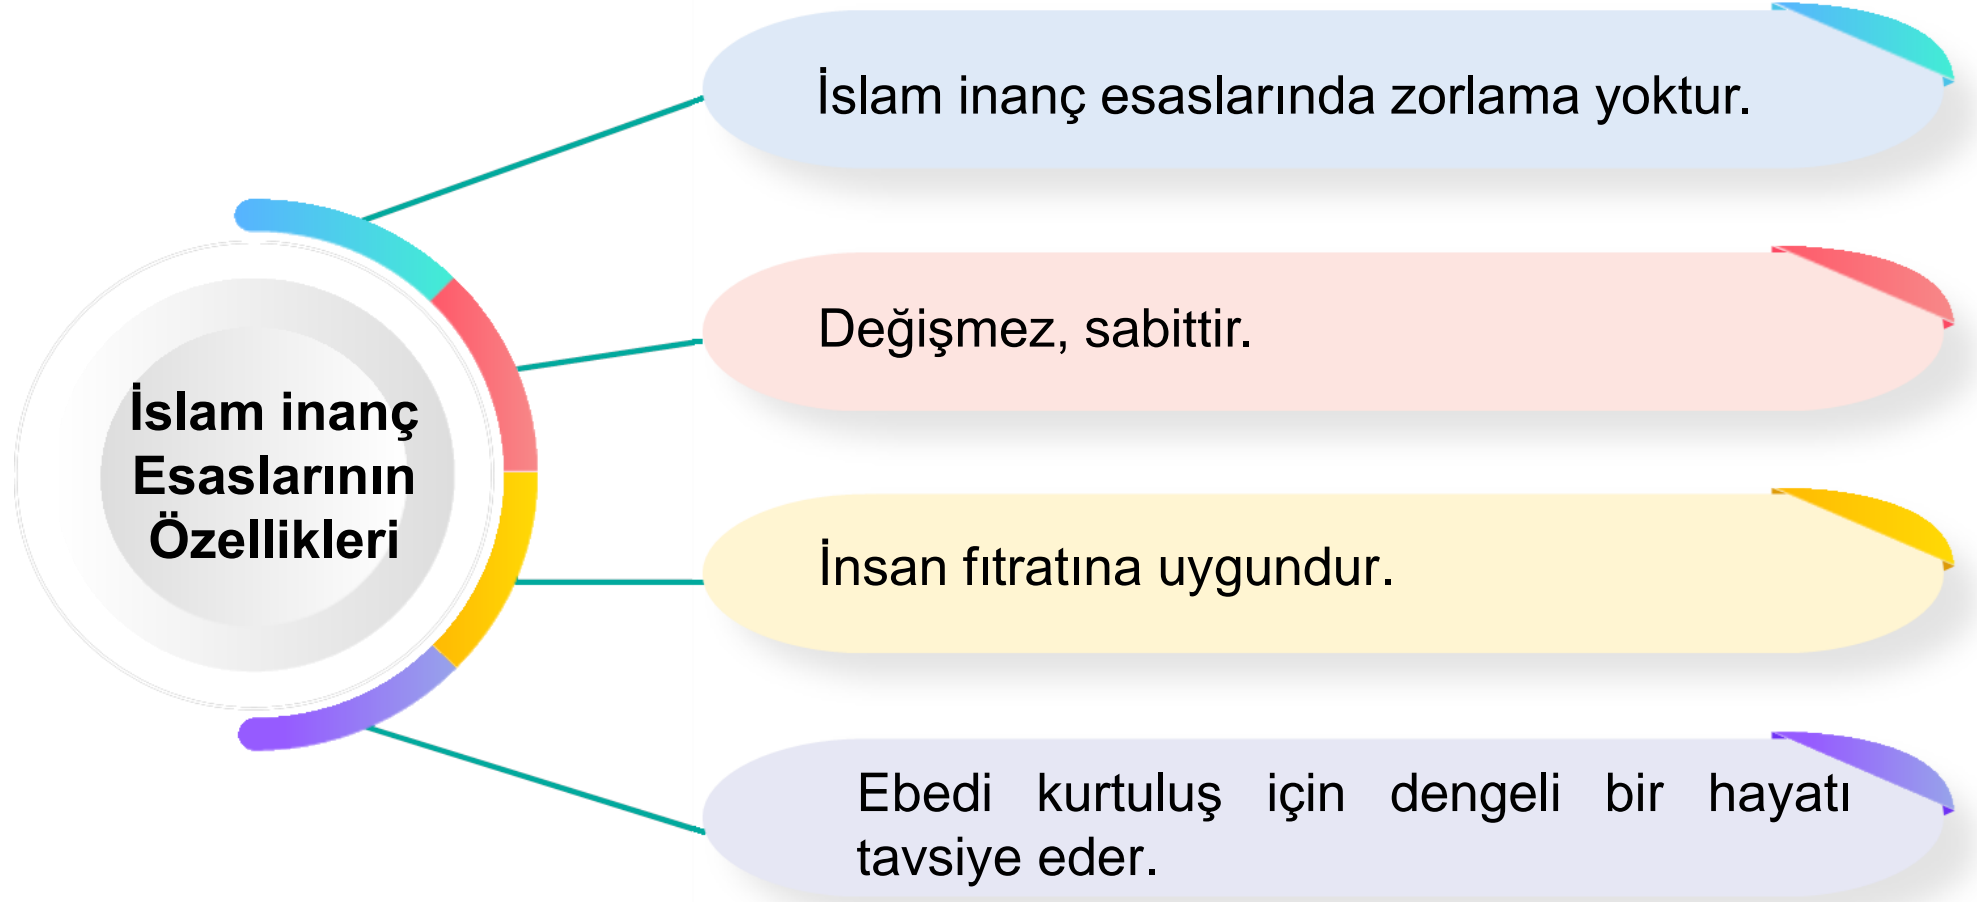 İslam inanç esaslarında zorlama yoktur.
Değişmez, sabittir.
İslam inanç
Esaslarının
Özellikleri
İnsan fıtratına uygundur.
Ebedi kurtuluş için dengeli bir hayatı
tavsiye eder.